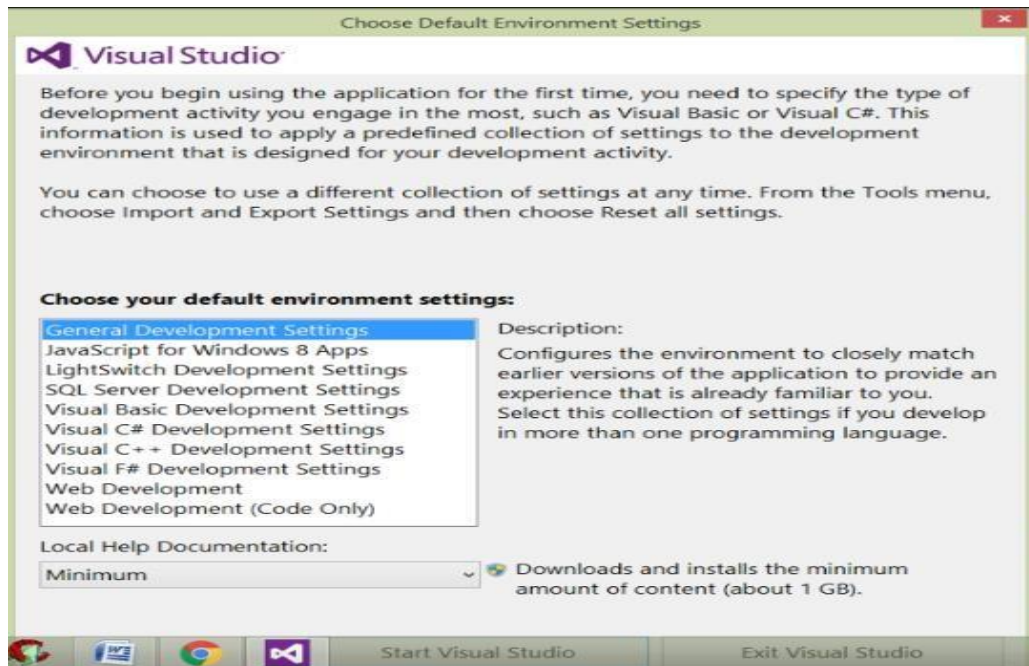 Choose Default Environment Settings
Visual Studio
Before you begin using the application for the first time, you need to specify the type of
development activity you engage in the most, such as Visual Basic or Visual C#. This
information is used to apply a predefined collection of settings to the development
environment that is designed for your development activity.
You can choose to use a different collection of settings at any time. From the Tools menu,
choose Import and Export Settings and then choose Reset all settings.
Choose your default environment settings:
General Development Settings
JavaScript for Windows 8 Apps
LightSwitch Development Settings
SQL Server Development Settings
Visual Basic Development Settings
Visual C# Development Settings
Visual C++ Development Settings
Visual F# Development Settings
Web Development
Web Development (Code Only)
Description:
Configures the environment to closely match
earlier versions of the application to provide an
experience that is already familiar to you.
Select this collection of settings if you develop
in more than one programming language.
Local Help Documentation:
Minimum
Downloads and installs the minimum
amount of content (about 1 GB).
Start Visual Studio
Exit Visual Studio